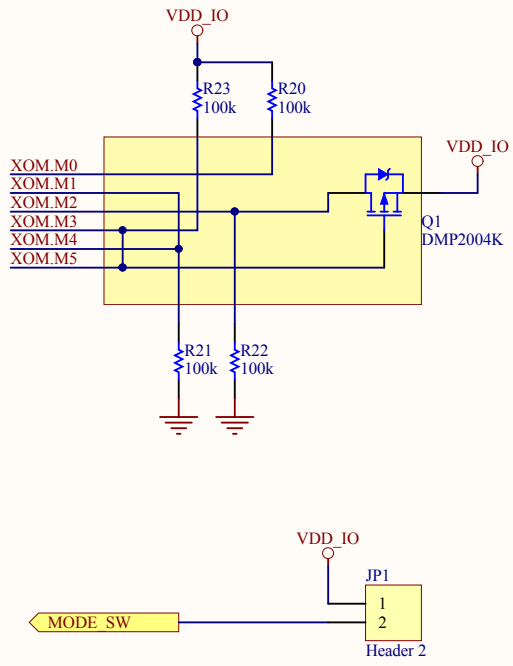 VDD_IO
R23
100k
R20
100k
XOM.M0
XOM.M1
XOM.M2
XOM.M3
XOM.M4
XOM.M5
VDD_IO
Q1
DMP2004K
R21
100k
R22
100k
VDD_IO
JP1
1
2
MODE_SW
Header 2